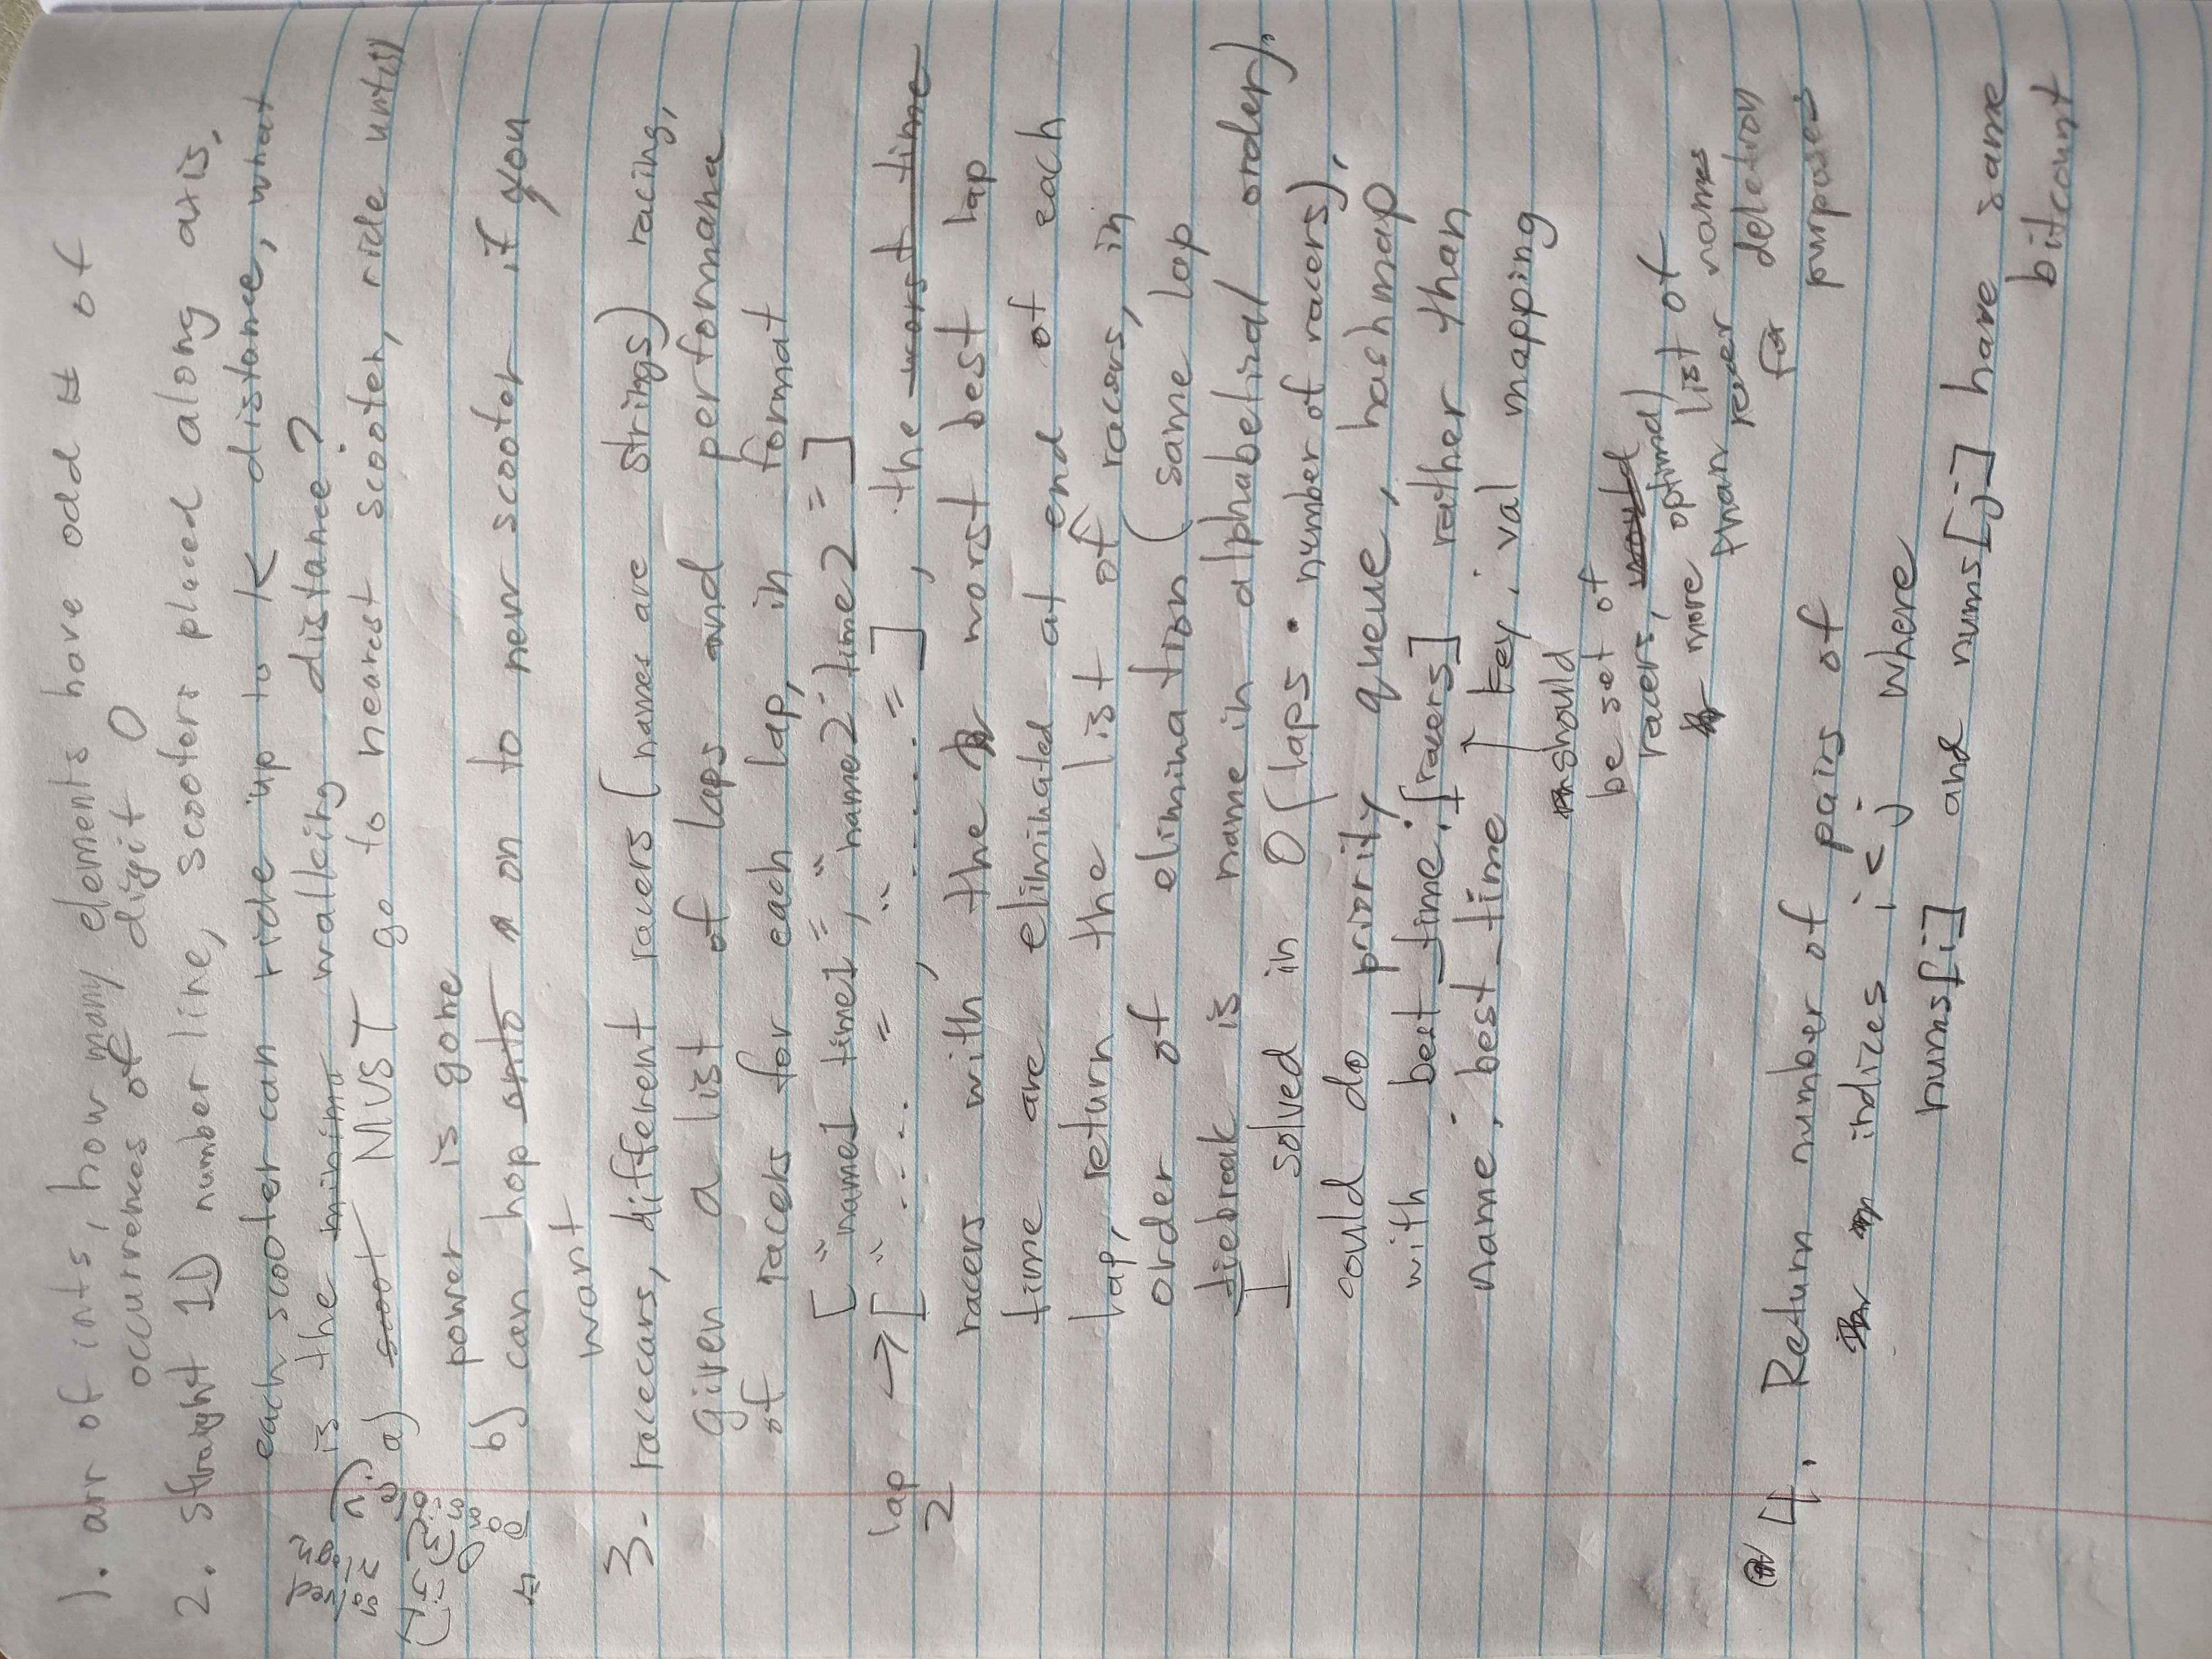 1. arr of ints, how many elements have odd # of
occurrences of digit 0
2. straight 1D number line, scooters placed along axis,
each scooter can ride up to K distance, what
is the minima walking distance?
a) scoot MUST go to nearest scooter, ride until
power is gone
b) can hop onto on to new scooter if you
want
(I solved
in nlogn
is O(n)
possible?)
3. racecars, different racers (names are strings) racing,
given a list of laps and performance
of racers for each lap, in format
["name1 time1", "name2 time2"]
lap 2 → [".....", "....."], the worst time
racers with the worst best lap
time are eliminated at end of each
lap, return the list of racers, in
order of elimination (same lap
tiebreak is name in alphabetical order).
I solved in O(laps · number of racers),
could do priority queue, hashmap
with best_time:[racers] rather than
name: best_time ↑ key: val mapping
should
be set of
racers, would
more optimal
than list of
racer names
for deletion
purposes
4. Return number of pairs of
indices i < j where
nums[i] and nums[j] have same
bitcount